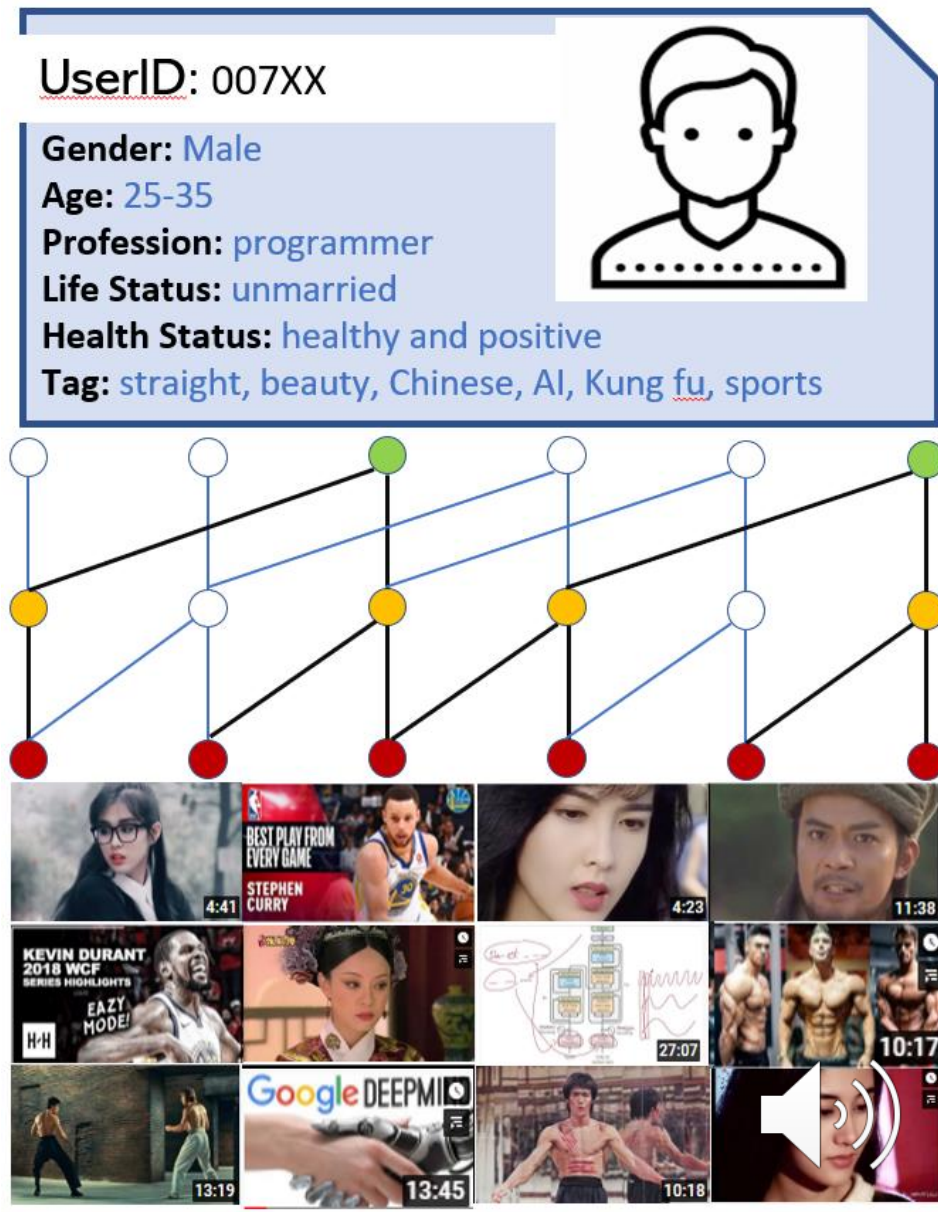 UserID: 007XX
Gender: Male
Age: 25-35
Profession: programmer
Life Status: unmarried
Health Status: healthy and positive
Tag: straight, beauty, Chinese, AI, Kung fu, sports
4:41
BEST PLAY FROM
EVERY GAME
STEPHEN
CURRY
4:23
11:38
KEVIN DURANT
2018 WCF
SERIES HIGHLIGHTS
EAZY
MODE!
H+H
27:07
10:17
13:19
Google DEEPMIND
13:45
10:18